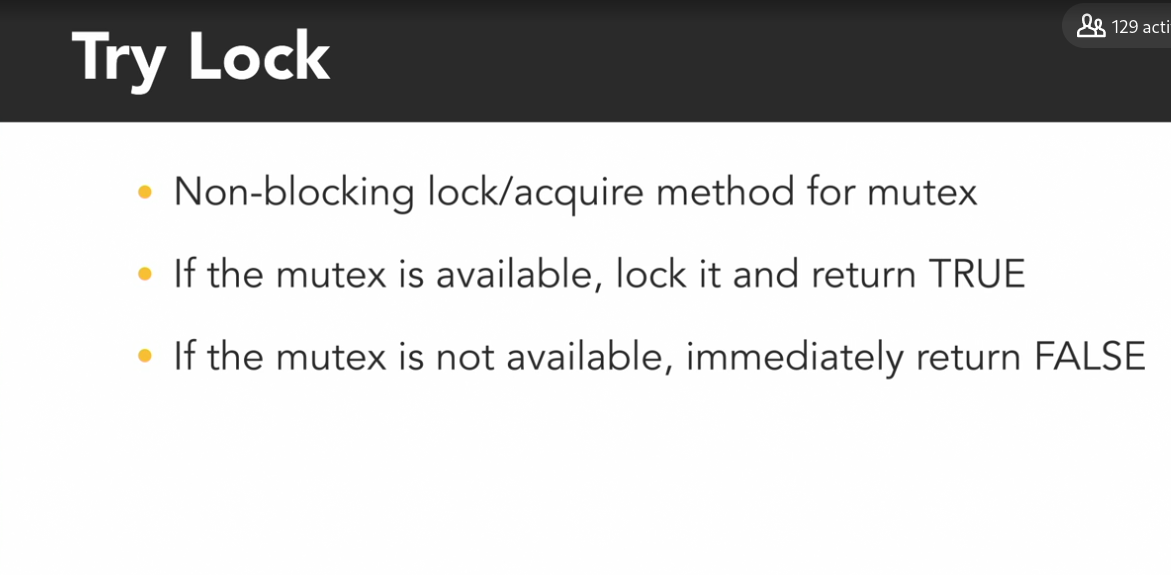 Try Lock
129 acti
• Non-blocking lock/acquire method for mutex
• If the mutex is available, lock it and return TRUE
• If the mutex is not available, immediately return FALSE